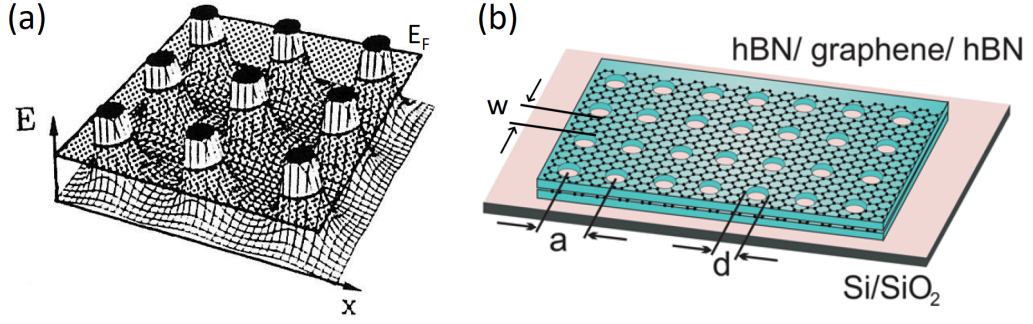 (a)
E_F
E
x
(b)
hBN/ graphene/ hBN
w
a
d
Si/SiO₂